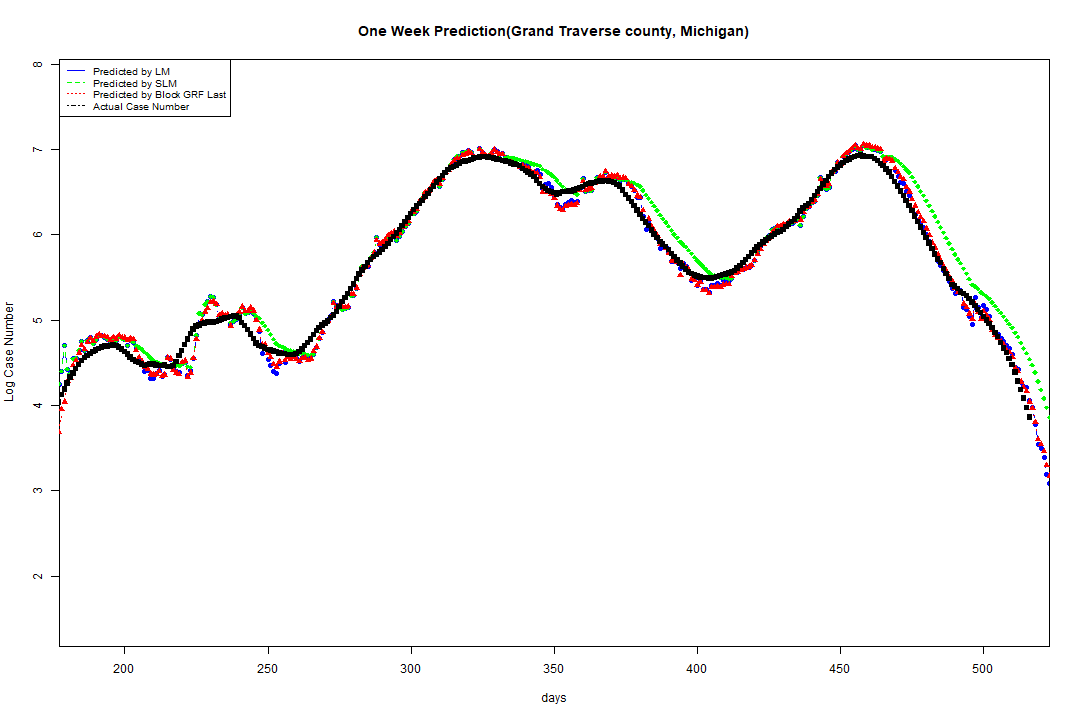 One Week Prediction(Grand Traverse county, Michigan)
Predicted by LM
Predicted by SLM
Predicted by Block GRF Last
Actual Case Number
8
7
6
5
4
3
2
Log Case Number
200 250 300 350 400 450 500
days